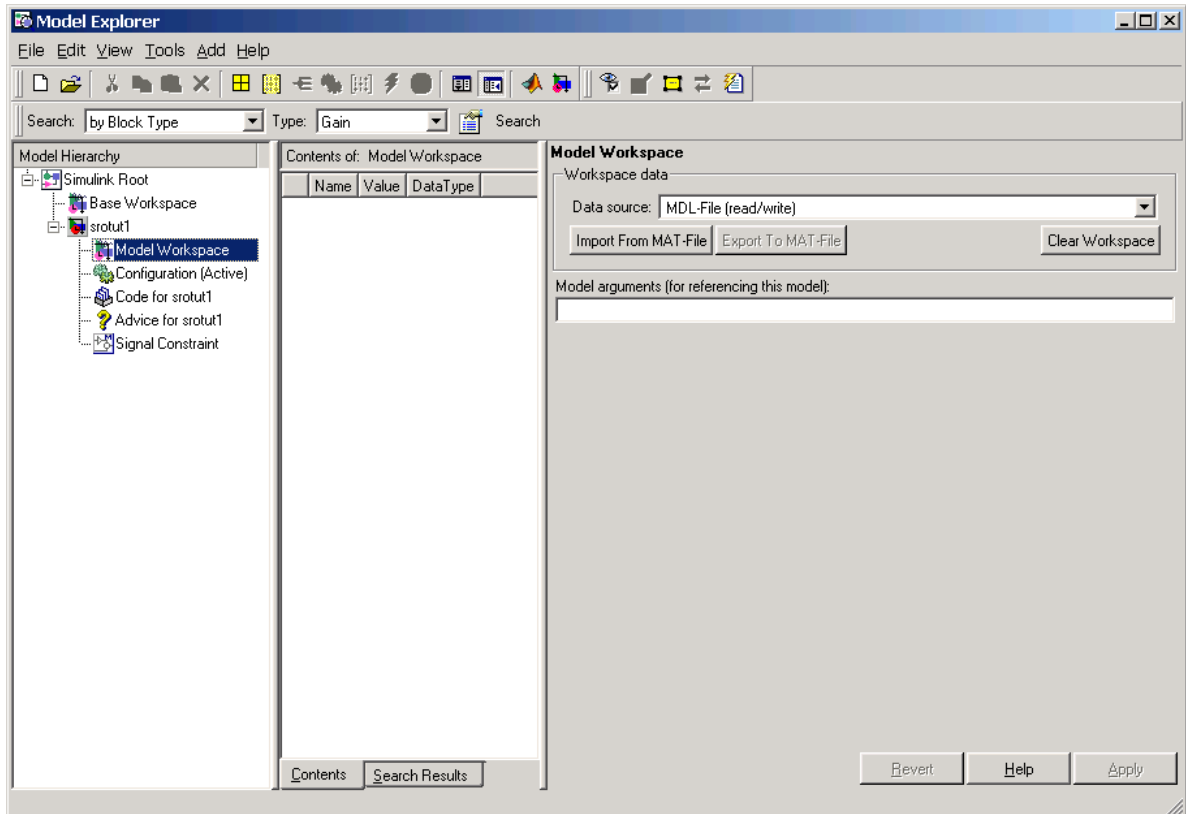 Model Explorer
File Edit View Tools Add Help
Search: by Block Type Type: Gain Search
Model Hierarchy
Simulink Root
Base Workspace
srotut1
Model Workspace
Configuration (Active)
Code for srotut1
Advice for srotut1
Signal Constraint
Contents of: Model Workspace
Name Value DataType
Contents Search Results
Model Workspace
Workspace data
Data source: MDL-File (read/write)
Import From MAT-File Export To MAT-File Clear Workspace
Model arguments (for referencing this model):
Revert Help Apply